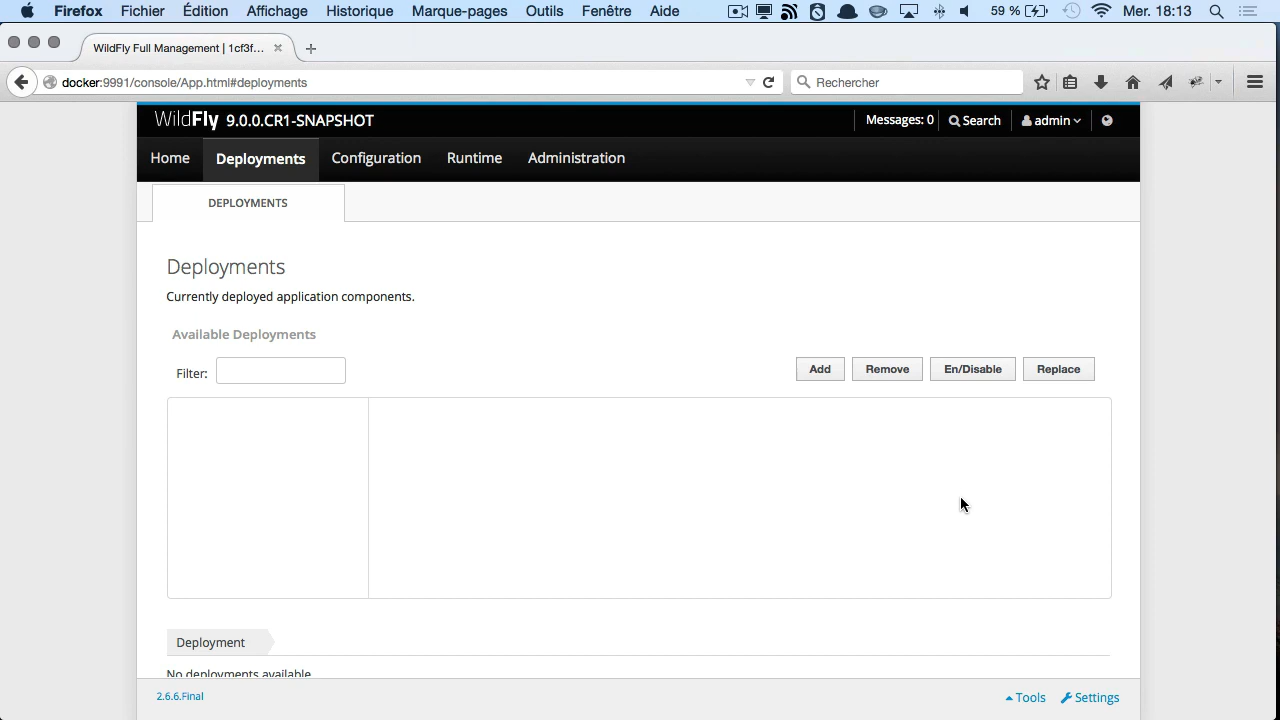 Firefox Fichier Édition Affichage Historique Marque-pages Outils Fenêtre Aide 59 % Mer. 18:13
WildFly Full Management | 1cf3f...
docker:9991/console/App.html#deployments Rechercher
WildFly 9.0.0.CR1-SNAPSHOT Messages: 0 Search admin
Home Deployments Configuration Runtime Administration
DEPLOYMENTS
Deployments
Currently deployed application components.
Available Deployments
Filter: Add Remove En/Disable Replace
Deployment
No deployments available
2.6.6.Final Tools Settings